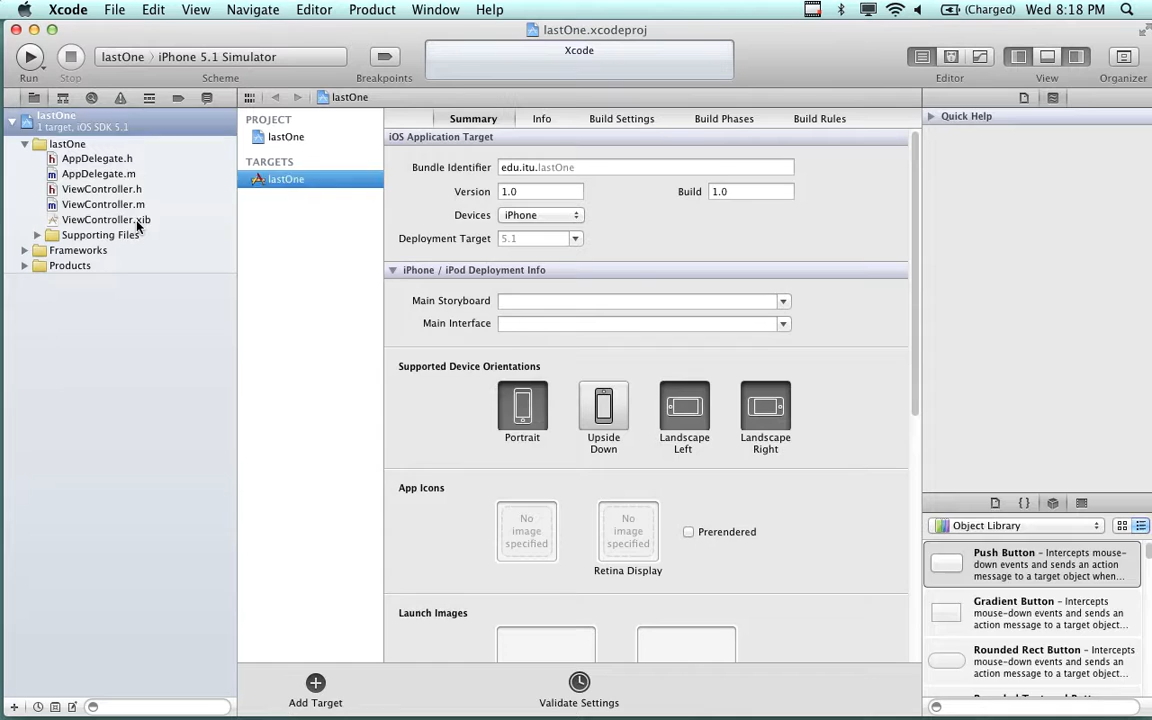 Xcode File Edit View Navigate Editor Product Window Help (Charged) Wed 8:18 PM
lastOne.xcodeproj
lastOne iPhone 5.1 Simulator
Xcode
Run Stop Scheme Breakpoints Editor View Organizer
lastOne
1 target, iOS SDK 5.1
lastOne
AppDelegate.h
AppDelegate.m
ViewController.h
ViewController.m
ViewController.xib
Supporting Files
Frameworks
Products
lastOne
PROJECT
lastOne
TARGETS
lastOne
Summary Info Build Settings Build Phases Build Rules
iOS Application Target
Bundle Identifier edu.itu.lastOne
Version 1.0 Build 1.0
Devices iPhone
Deployment Target 5.1
iPhone / iPod Deployment Info
Main Storyboard
Main Interface
Supported Device Orientations
Portrait
Upside Down
Landscape Left
Landscape Right
App Icons
No image specified
No image specified
Prerendered
Retina Display
Launch Images
Add Target
Validate Settings
Quick Help
Object Library
Push Button - Intercepts mouse-
down events and sends an action
message to a target object when...
Gradient Button - Intercepts
mouse-down events and sends an
action message to a target object...
Rounded Rect Button - Intercepts
mouse-down events and sends an
action message to a target object...